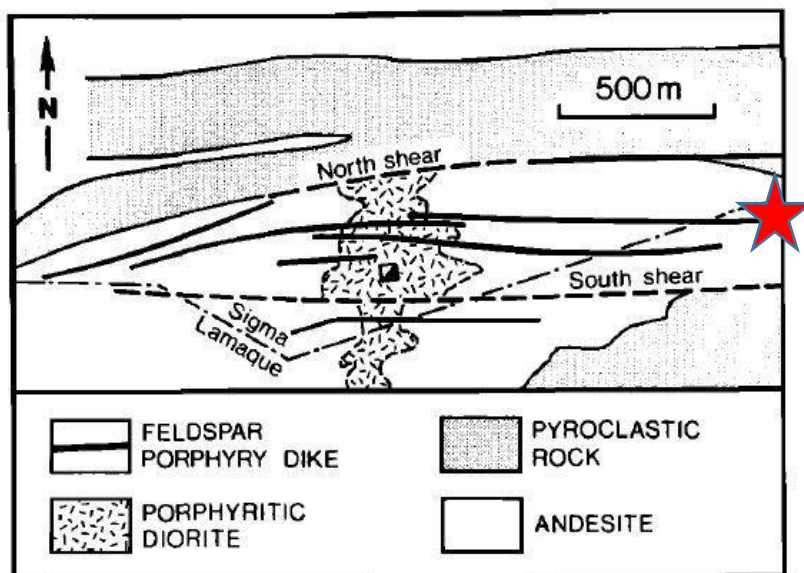 N
500 m
North shear
South shear
Sigma
Lamaque
FELDSPAR
PORPHYRY DIKE
PYROCLASTIC
ROCK
PORPHYRITIC
DIORITE
ANDESITE